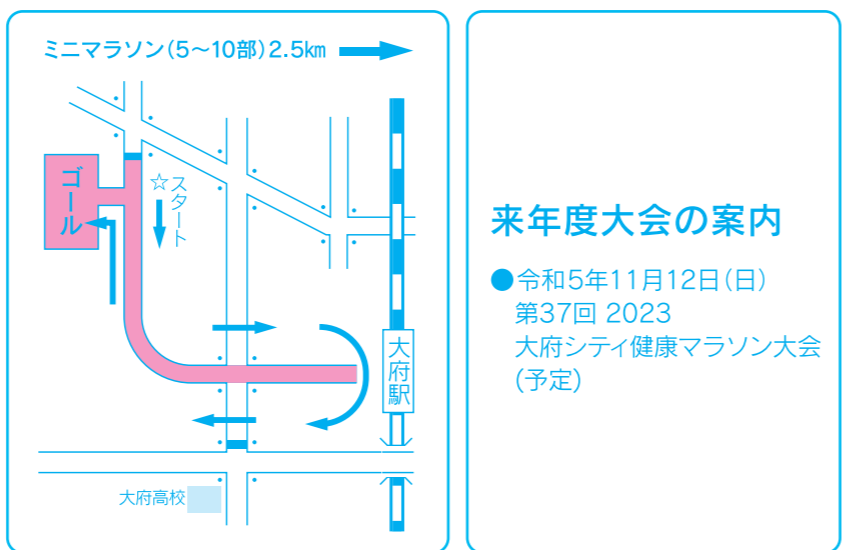 ミニマラソン(5〜10部)2.5km
ゴール
☆スタート
大府駅
大府高校
来年度大会の案内
●令和5年11月12日(日)
第37回 2023
大府シティ健康マラソン大会
(予定)